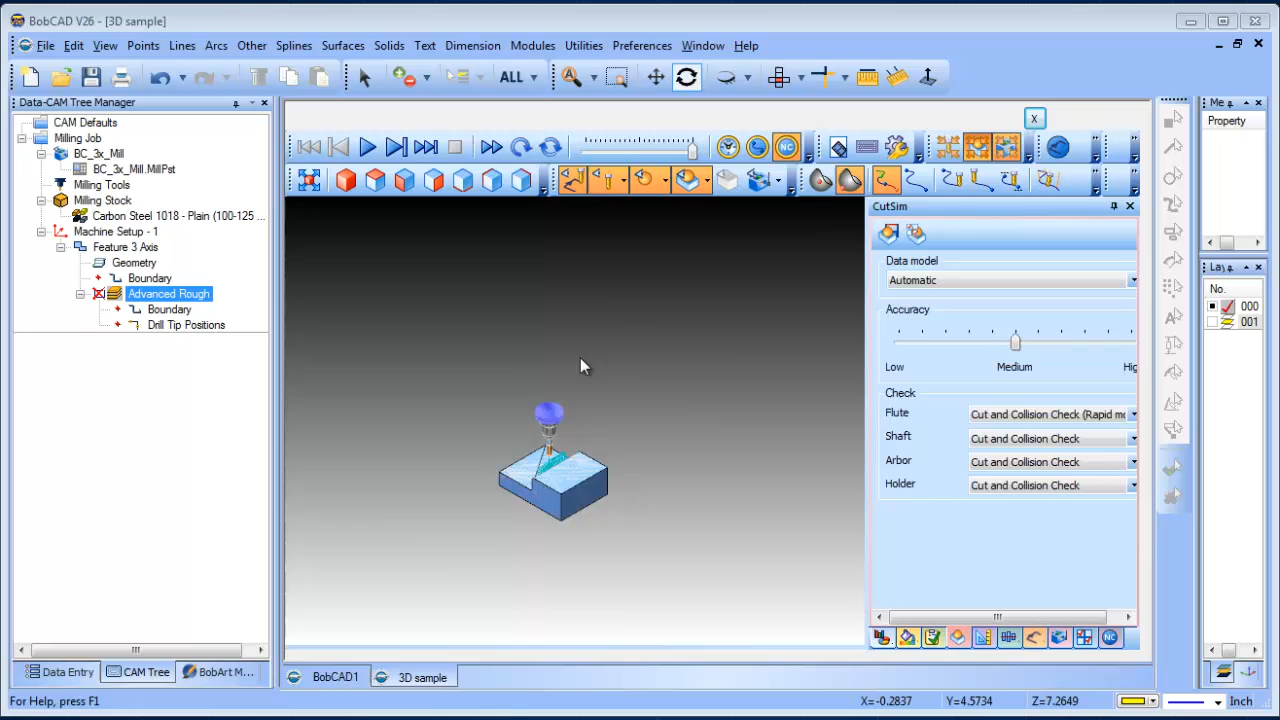 BobCAD V26 - [3D sample]
File Edit View Points Lines Arcs Other Splines Surfaces Solids Text Dimension Modules Utilities Preferences Window Help
ALL
Data-CAM Tree Manager
CAM Defaults
Milling Job
BC_3x_Mill
BC_3x_Mill.MillPst
Milling Tools
Milling Stock
Carbon Steel 1018 - Plain (100-125 ...
Machine Setup - 1
Feature 3 Axis
Geometry
Boundary
Advanced Rough
Boundary
Drill Tip Positions
Data Entry CAM Tree BobArt M...
X
NC
CutSim
Data model
Automatic
Accuracy
Low Medium Hig
Check
Flute Cut and Collision Check (Rapid mo
Shaft Cut and Collision Check
Arbor Cut and Collision Check
Holder Cut and Collision Check
NC
BobCAD1 3D sample
Me
Property
Lay
No.
000
001
For Help, press F1 X=-0.2837 Y=4.5734 Z=7.2649 Inch